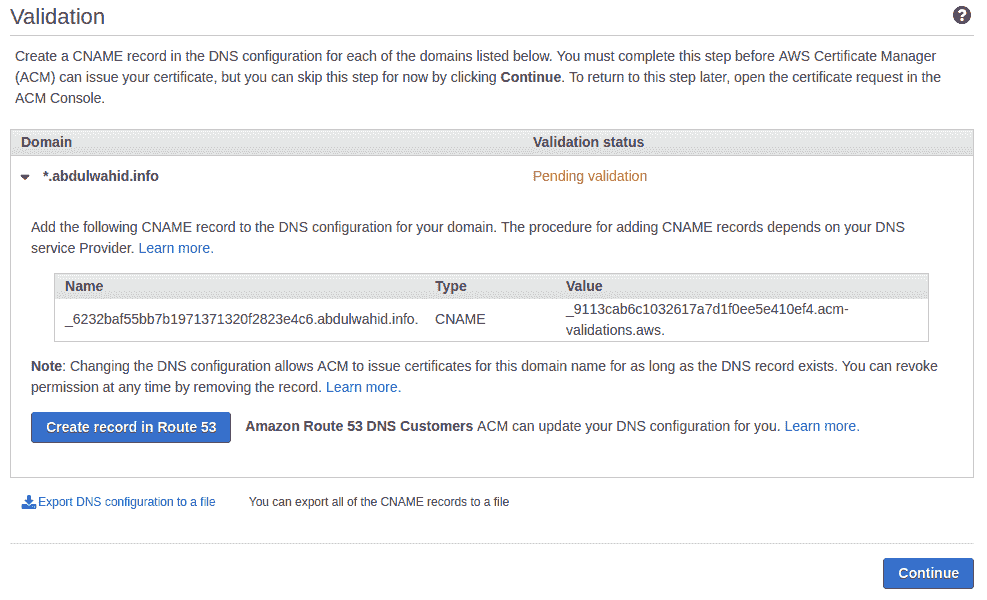 Validation
?
Create a CNAME record in the DNS configuration for each of the domains listed below. You must complete this step before AWS Certificate Manager
(ACM) can issue your certificate, but you can skip this step for now by clicking Continue. To return to this step later, open the certificate request in the
ACM Console.
Domain Validation status
*.abdulwahid.info Pending validation
Add the following CNAME record to the DNS configuration for your domain. The procedure for adding CNAME records depends on your DNS
service Provider. Learn more.
Name Type Value
_6232baf55bb7b1971371320f2823e4c6.abdulwahid.info. CNAME _9113cab6c1032617a7d1f0ee5e410ef4.acm-
validations.aws.
Note: Changing the DNS configuration allows ACM to issue certificates for this domain name for as long as the DNS record exists. You can revoke
permission at any time by removing the record. Learn more.
Create record in Route 53 Amazon Route 53 DNS Customers ACM can update your DNS configuration for you. Learn more.
Export DNS configuration to a file You can export all of the CNAME records to a file
Continue